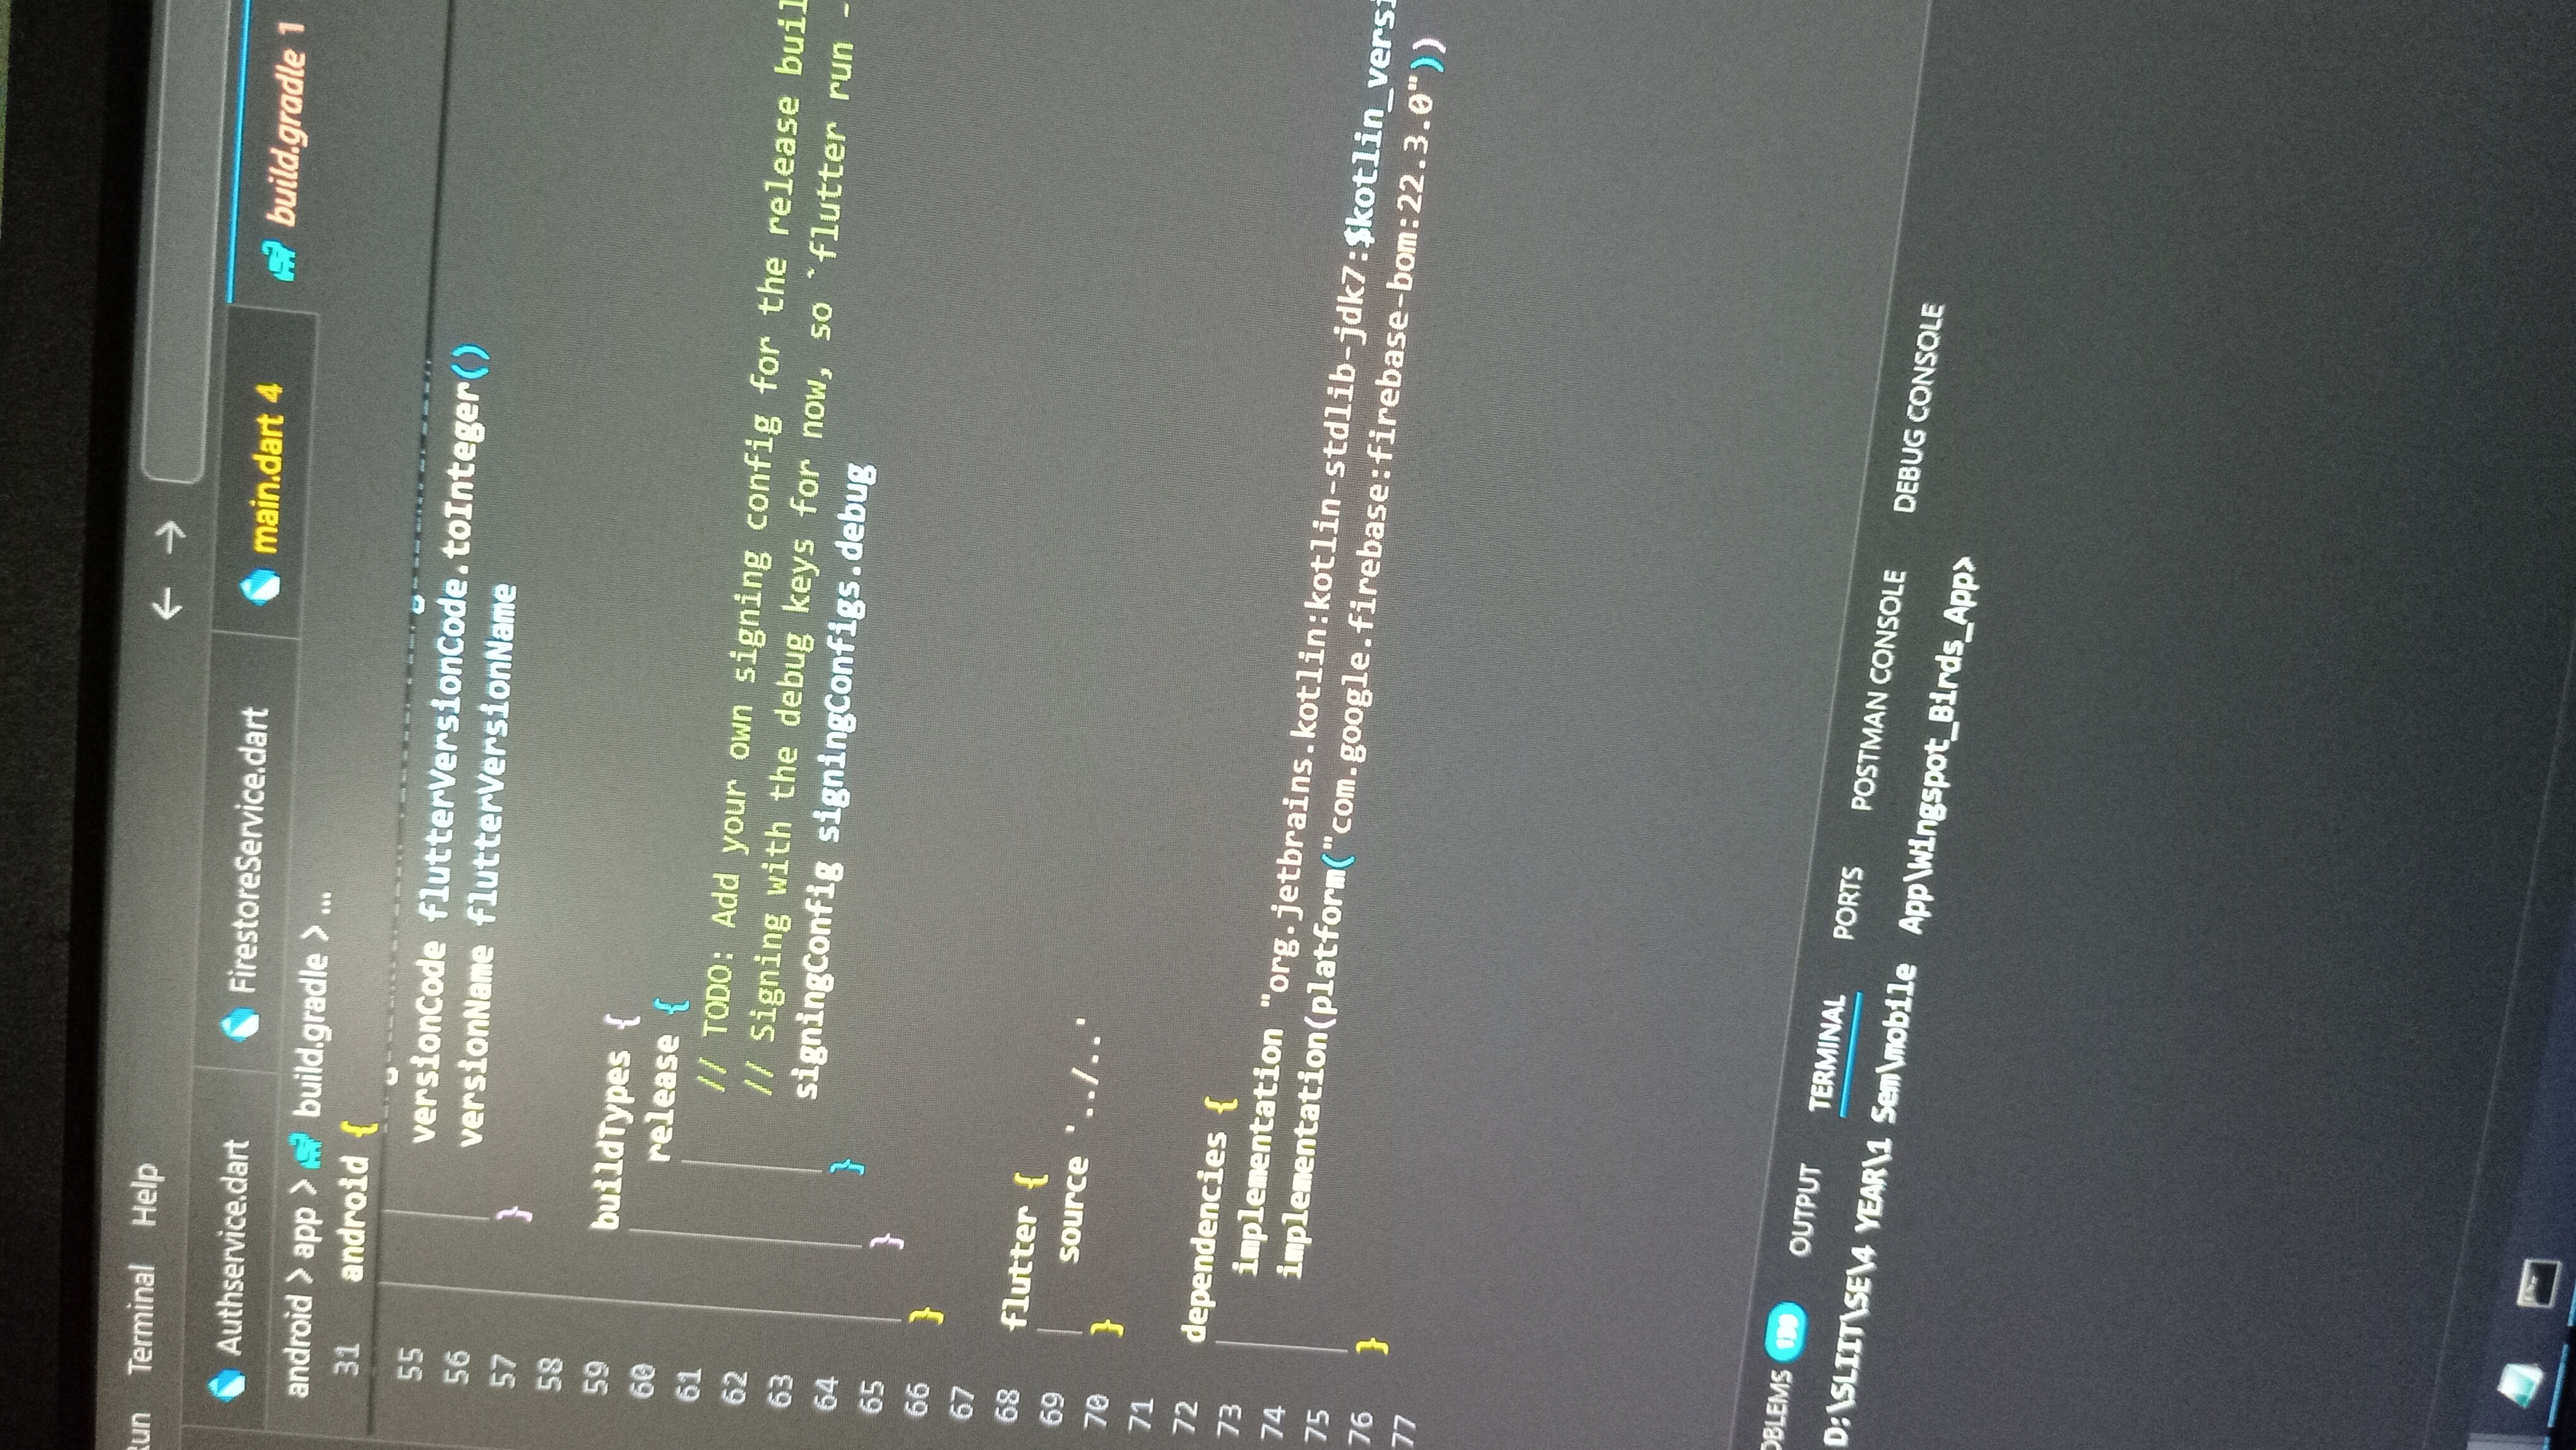 Run Terminal Help
Authservice.dart FirestoreService.dart main.dart 4 build.gradle 1
android > app > build.gradle > ...
31 android {
55 versionCode flutterVersionCode.toInteger()
56 versionName flutterVersionName
57 }
58
59 buildTypes {
60 release {
61 // TODO: Add your own signing config for the release buil
62 // Signing with the debug keys for now, so `flutter run -
63 signingConfig signingConfigs.debug
64 }
65 }
66 }
67
68 flutter {
69 source '../..'
70 }
71
72 dependencies {
73 implementation "org.jetbrains.kotlin:kotlin-stdlib-jdk7:$kotlin_versi
74 implementation(platform("com.google.firebase:firebase-bom:22.3.0"))
75
76 }
77
OBLEMS OUTPUT TERMINAL PORTS POSTMAN CONSOLE DEBUG CONSOLE
D:\SLIIT\SE\4 YEAR\1 Sem\mobile App\Wingspot_Birds_App>